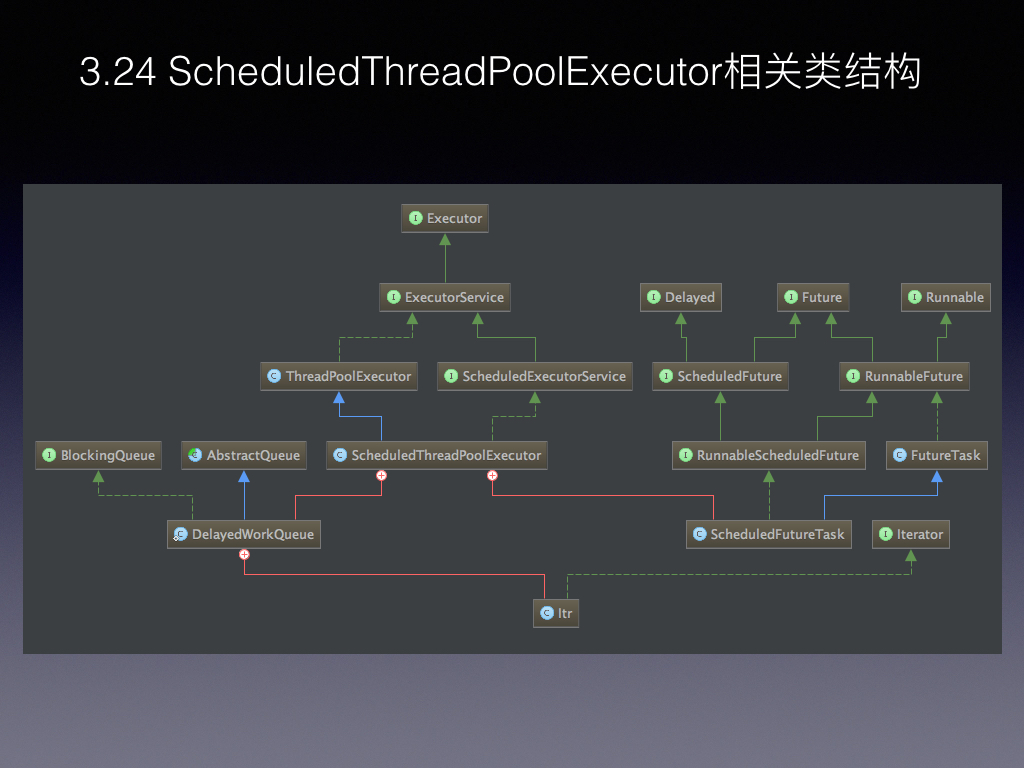 3.24 ScheduledThreadPoolExecutor相关类结构
I Executor
I ExecutorService
I Delayed
I Future
I Runnable
C ThreadPoolExecutor
I ScheduledExecutorService
I ScheduledFuture
I RunnableFuture
I BlockingQueue
C AbstractQueue
C ScheduledThreadPoolExecutor
I RunnableScheduledFuture
C FutureTask
C DelayedWorkQueue
C ScheduledFutureTask
I Iterator
C Itr